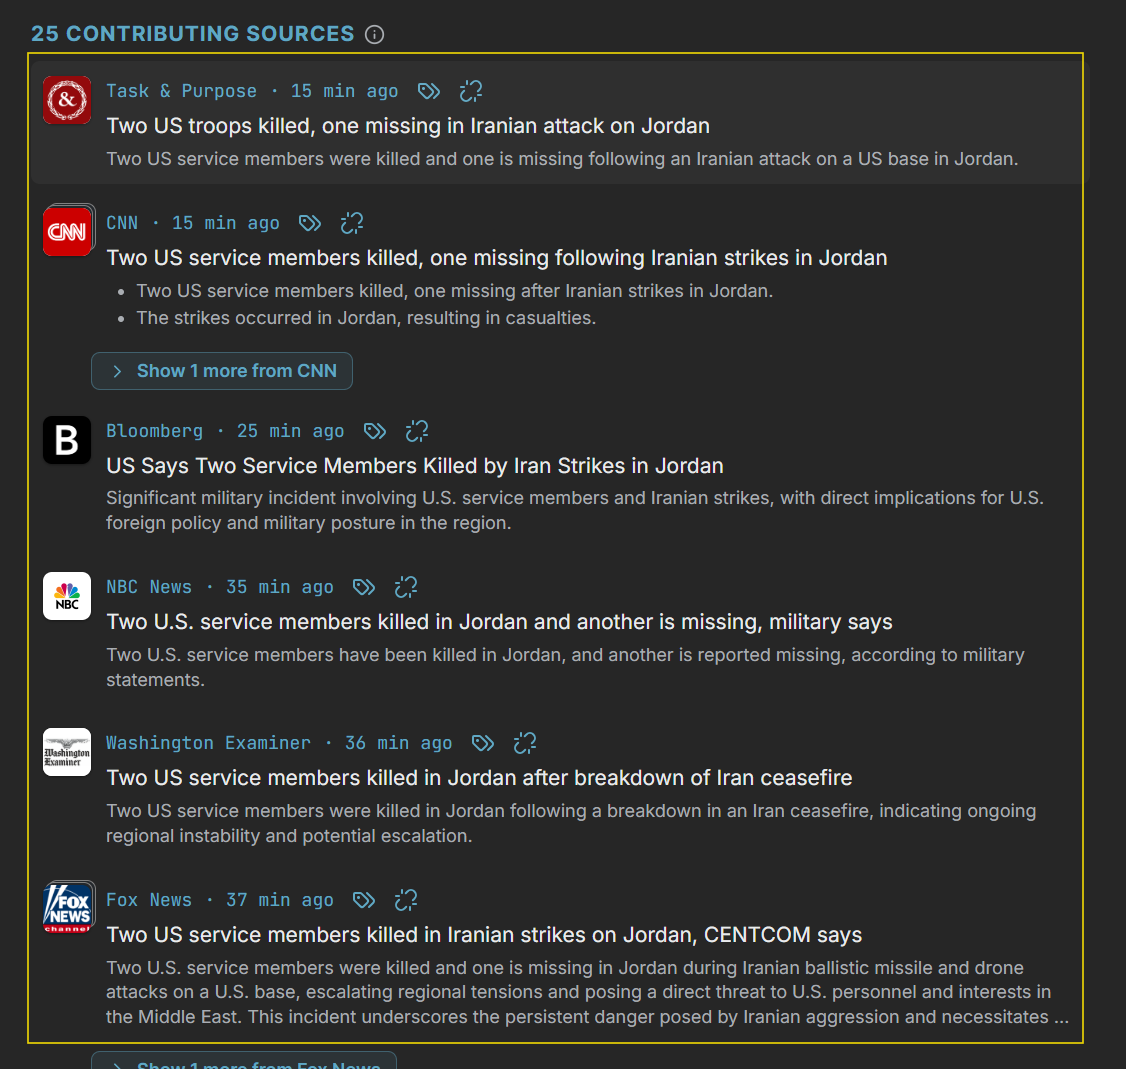 25 CONTRIBUTING SOURCES
&
Task & Purpose · 15 min ago
Two US troops killed, one missing in Iranian attack on Jordan
Two US service members were killed and one is missing following an Iranian attack on a US base in Jordan.
CNN
CNN · 15 min ago
Two US service members killed, one missing following Iranian strikes in Jordan
• Two US service members killed, one missing after Iranian strikes in Jordan.
• The strikes occurred in Jordan, resulting in casualties.
Show 1 more from CNN
B
Bloomberg · 25 min ago
US Says Two Service Members Killed by Iran Strikes in Jordan
Significant military incident involving U.S. service members and Iranian strikes, with direct implications for U.S.
foreign policy and military posture in the region.
NBC
NBC News · 35 min ago
Two U.S. service members killed in Jordan and another is missing, military says
Two U.S. service members have been killed in Jordan, and another is reported missing, according to military
statements.
Washington
Examiner
Washington Examiner · 36 min ago
Two US service members killed in Jordan after breakdown of Iran ceasefire
Two US service members were killed in Jordan following a breakdown in an Iran ceasefire, indicating ongoing
regional instability and potential escalation.
FOX
NEWS
channel
Fox News · 37 min ago
Two US service members killed in Iranian strikes on Jordan, CENTCOM says
Two U.S. service members were killed and one is missing in Jordan during Iranian ballistic missile and drone
attacks on a U.S. base, escalating regional tensions and posing a direct threat to U.S. personnel and interests in
the Middle East. This incident underscores the persistent danger posed by Iranian aggression and necessitates ...
Show 1 more from Fox News